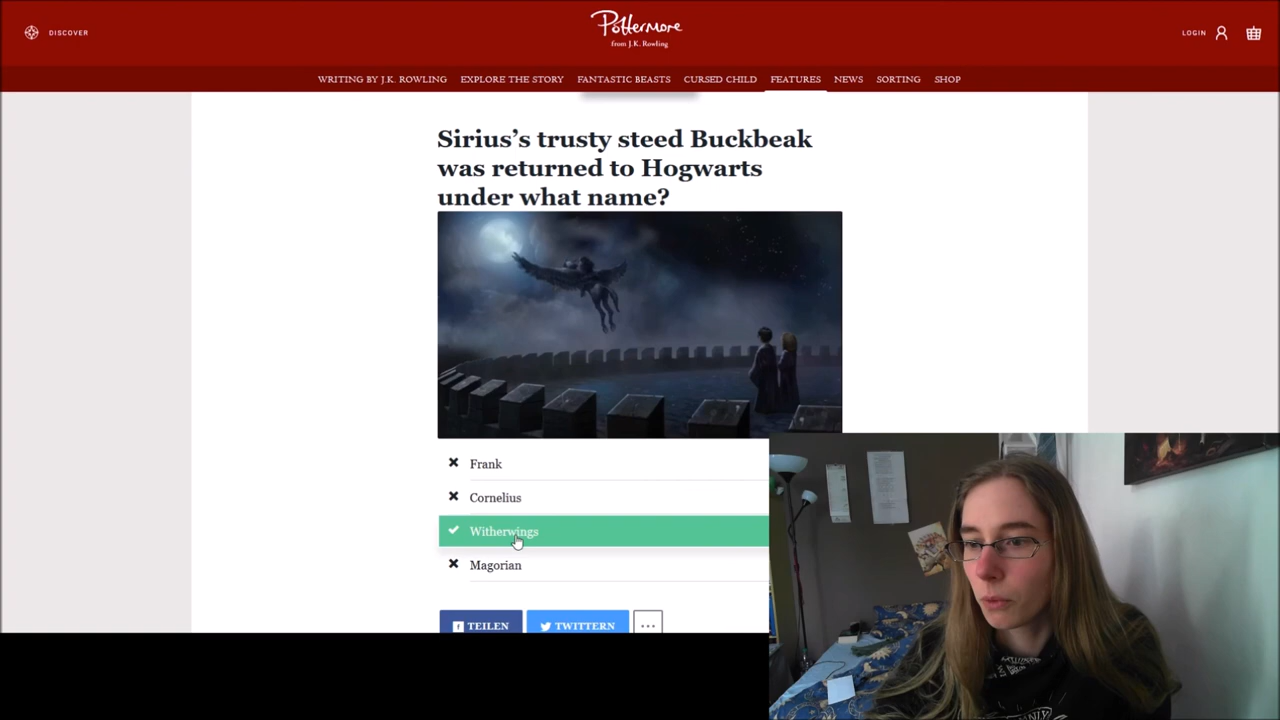 DISCOVER
Pottermore
from J.K. Rowling
LOGIN
WRITING BY J.K. ROWLING EXPLORE THE STORY FANTASTIC BEASTS CURSED CHILD FEATURES NEWS SORTING SHOP
Sirius’s trusty steed Buckbeak
was returned to Hogwarts
under what name?
Frank
Cornelius
Witherwings
Magorian
TEILEN TWITTERN ...